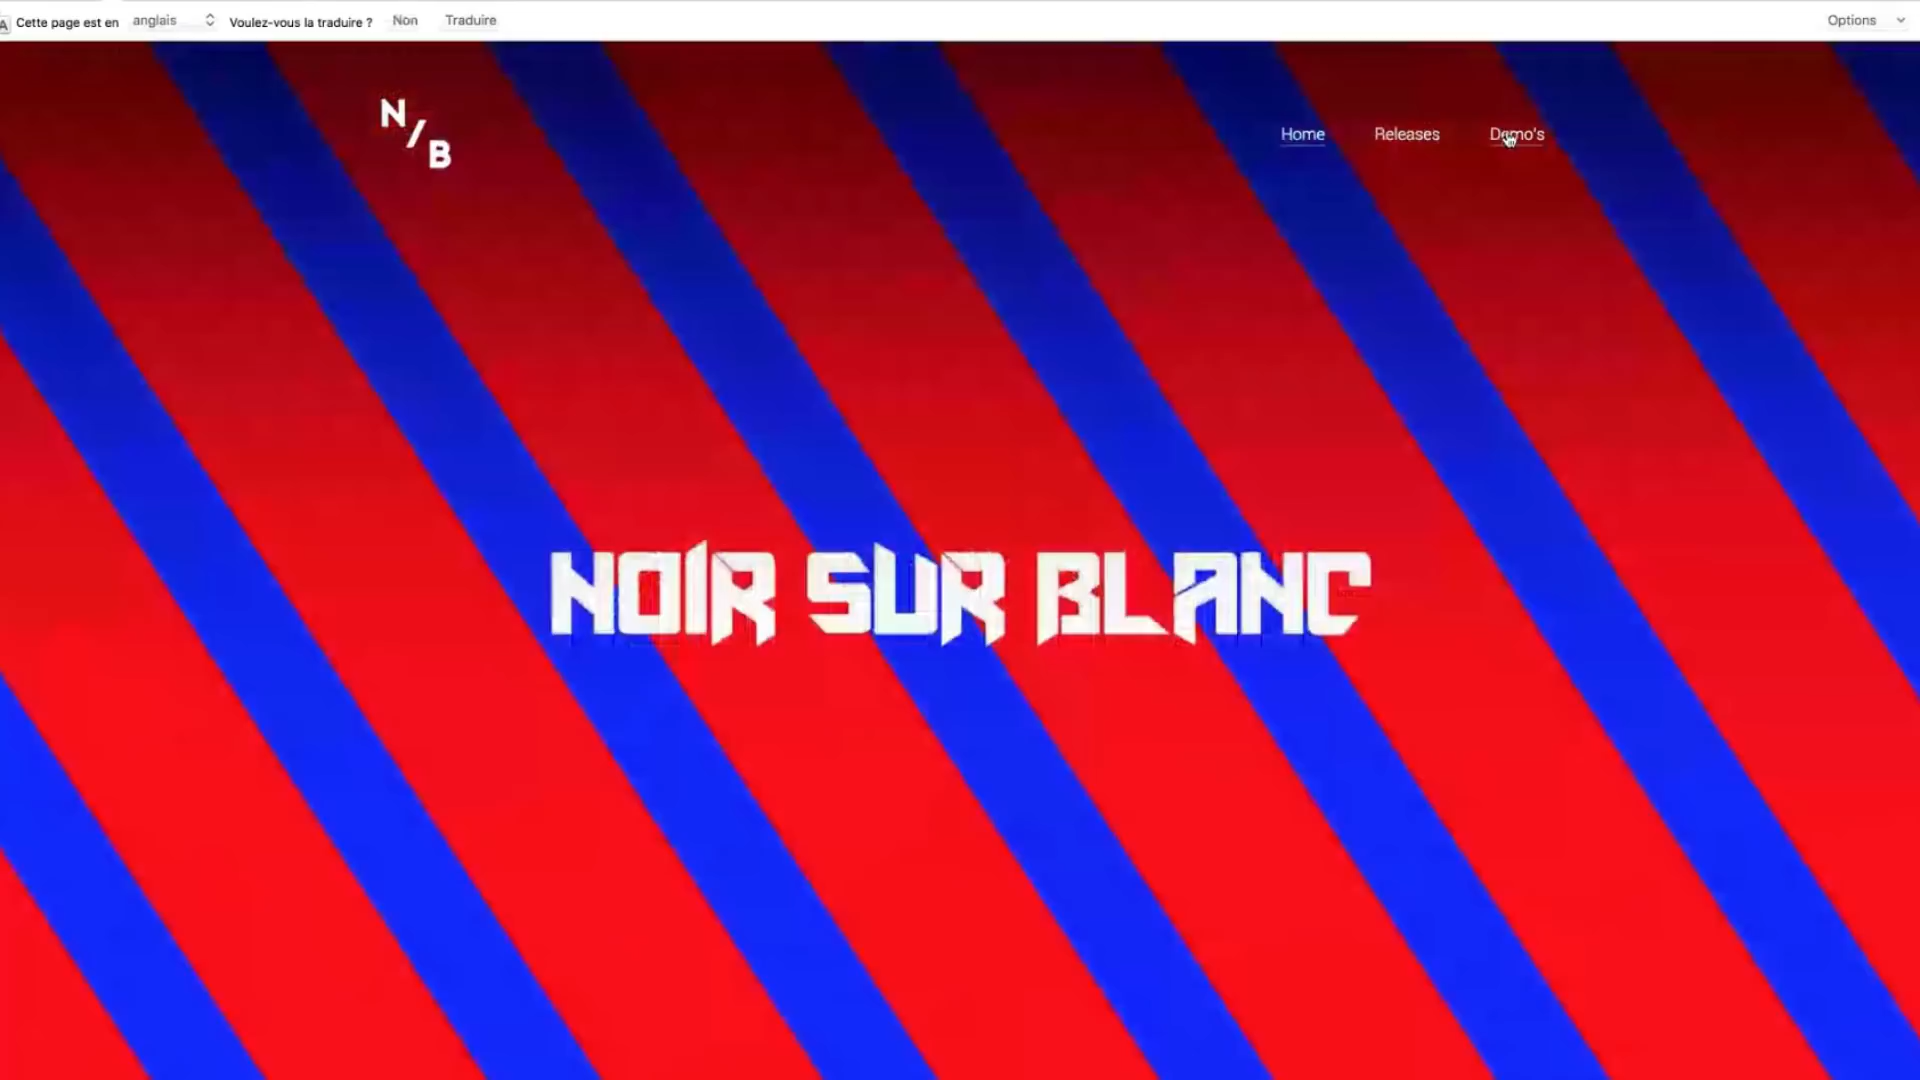 Cette page est en anglais Voulez-vous la traduire ? Non Traduire Options
N/B
Home Releases Demo's
NOIR SUR BLANC